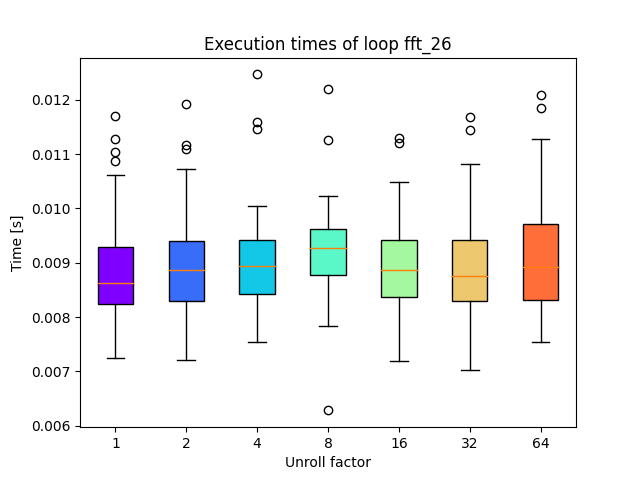 Execution times of loop fft_26
Time [s]
0.012
0.011
0.010
0.009
0.008
0.007
0.006
1 2 4 8 16 32 64
Unroll factor